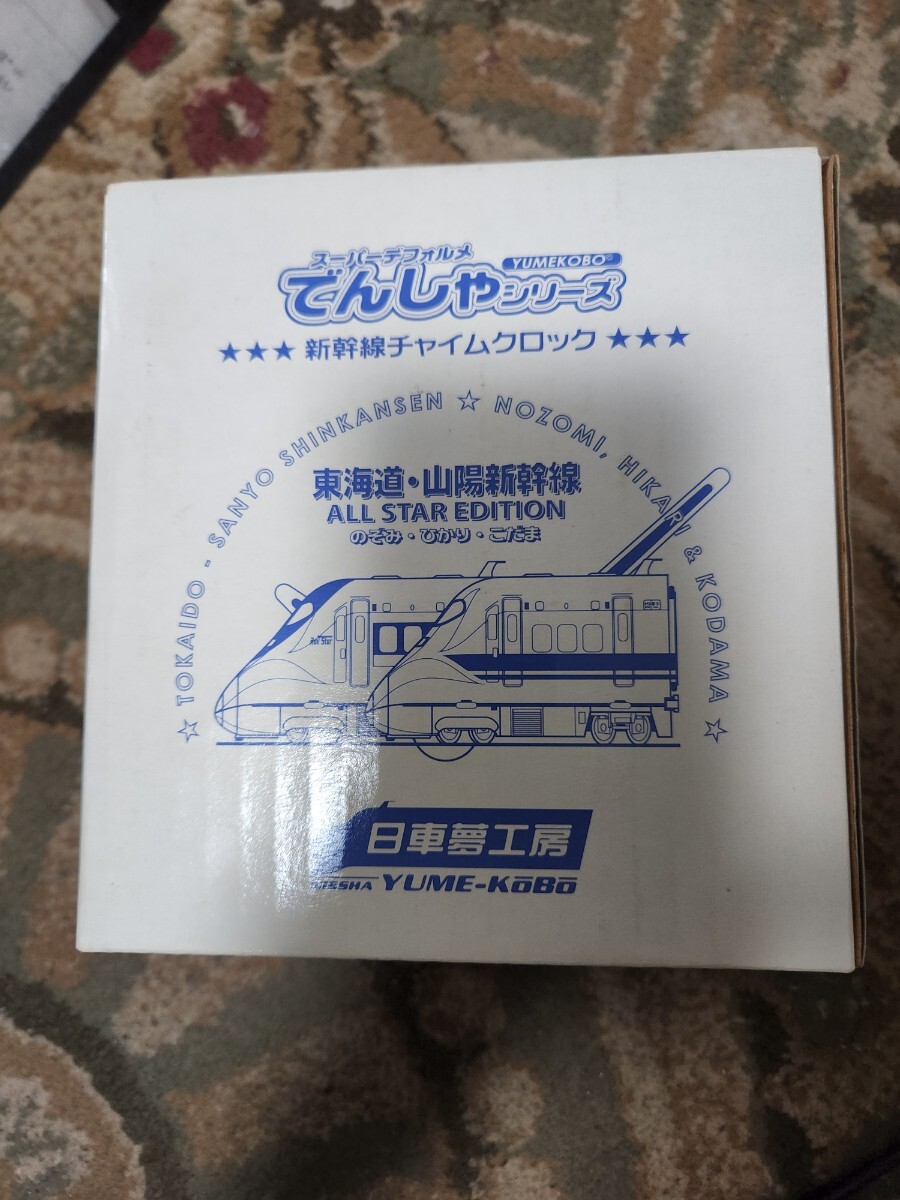 スーパーデフォルメ
でんしゃシリーズ YUMEKOBO®
★★★ 新幹線チャイムクロック ★★★
☆ TOKAIDO - SANYO SHINKANSEN ☆ NOZOMI, HIKARI & KODAMA ☆
東海道・山陽新幹線
ALL STAR EDITION
のぞみ・ひかり・こだま
Rail Star
日車夢工房
NISSHA YUME-KōBō